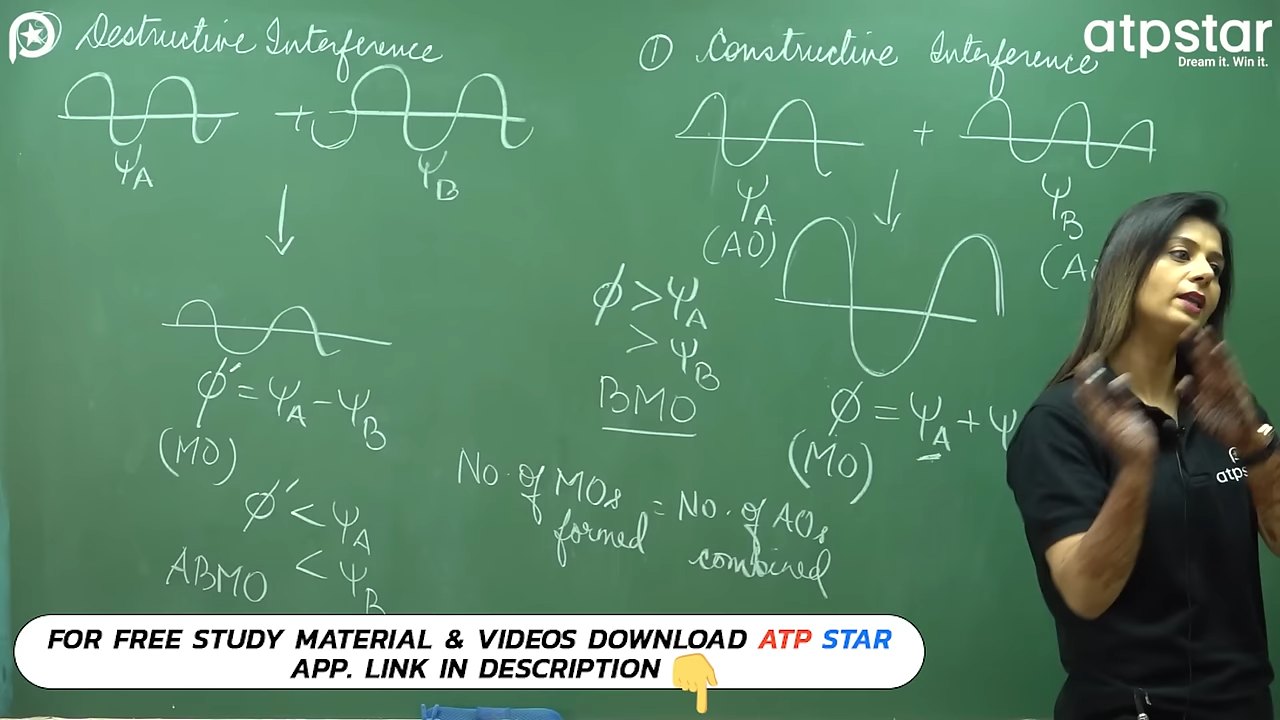 Destructive Interference
+
ψA
ψB
ϕ′ = ψA − ψB
(MO)
ϕ′ < ψA
< ψB
ABMO
① Constructive Interference
+
ψA
(AO)
ψB
ϕ > ψA
> ψB
BMO
ϕ = ψA + ψ
(MO)
No. of MOs formed = No. of AOs combined
atpstar
Dream it. Win it.
atps
FOR FREE STUDY MATERIAL & VIDEOS DOWNLOAD ATP STAR
APP. LINK IN DESCRIPTION